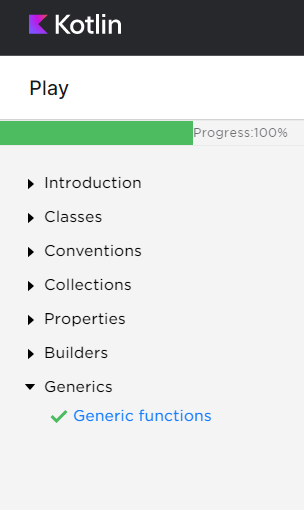 Kotlin
Play
Progress:100%
Introduction
Classes
Conventions
Collections
Properties
Builders
Generics
Generic functions